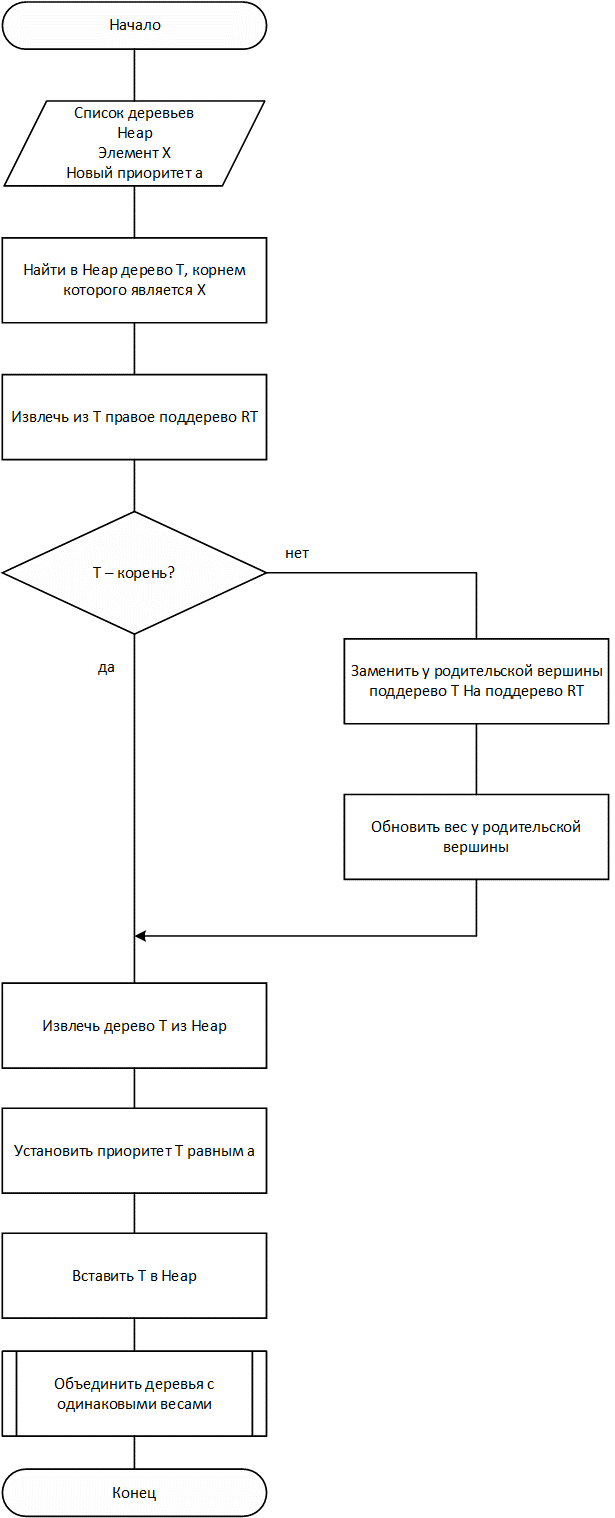 Начало
Список деревьев
Heap
Элемент X
Новый приоритет a
Найти в Heap дерево T, корнем
которого является X
Извлечь из T правое поддерево RT
T – корень?
нет
да
Заменить у родительской вершины
поддерево T На поддерево RT
Обновить вес у родительской
вершины
Извлечь дерево T из Heap
Установить приоритет T равным a
Вставить T в Heap
Объединить деревья с
одинаковыми весами
Конец